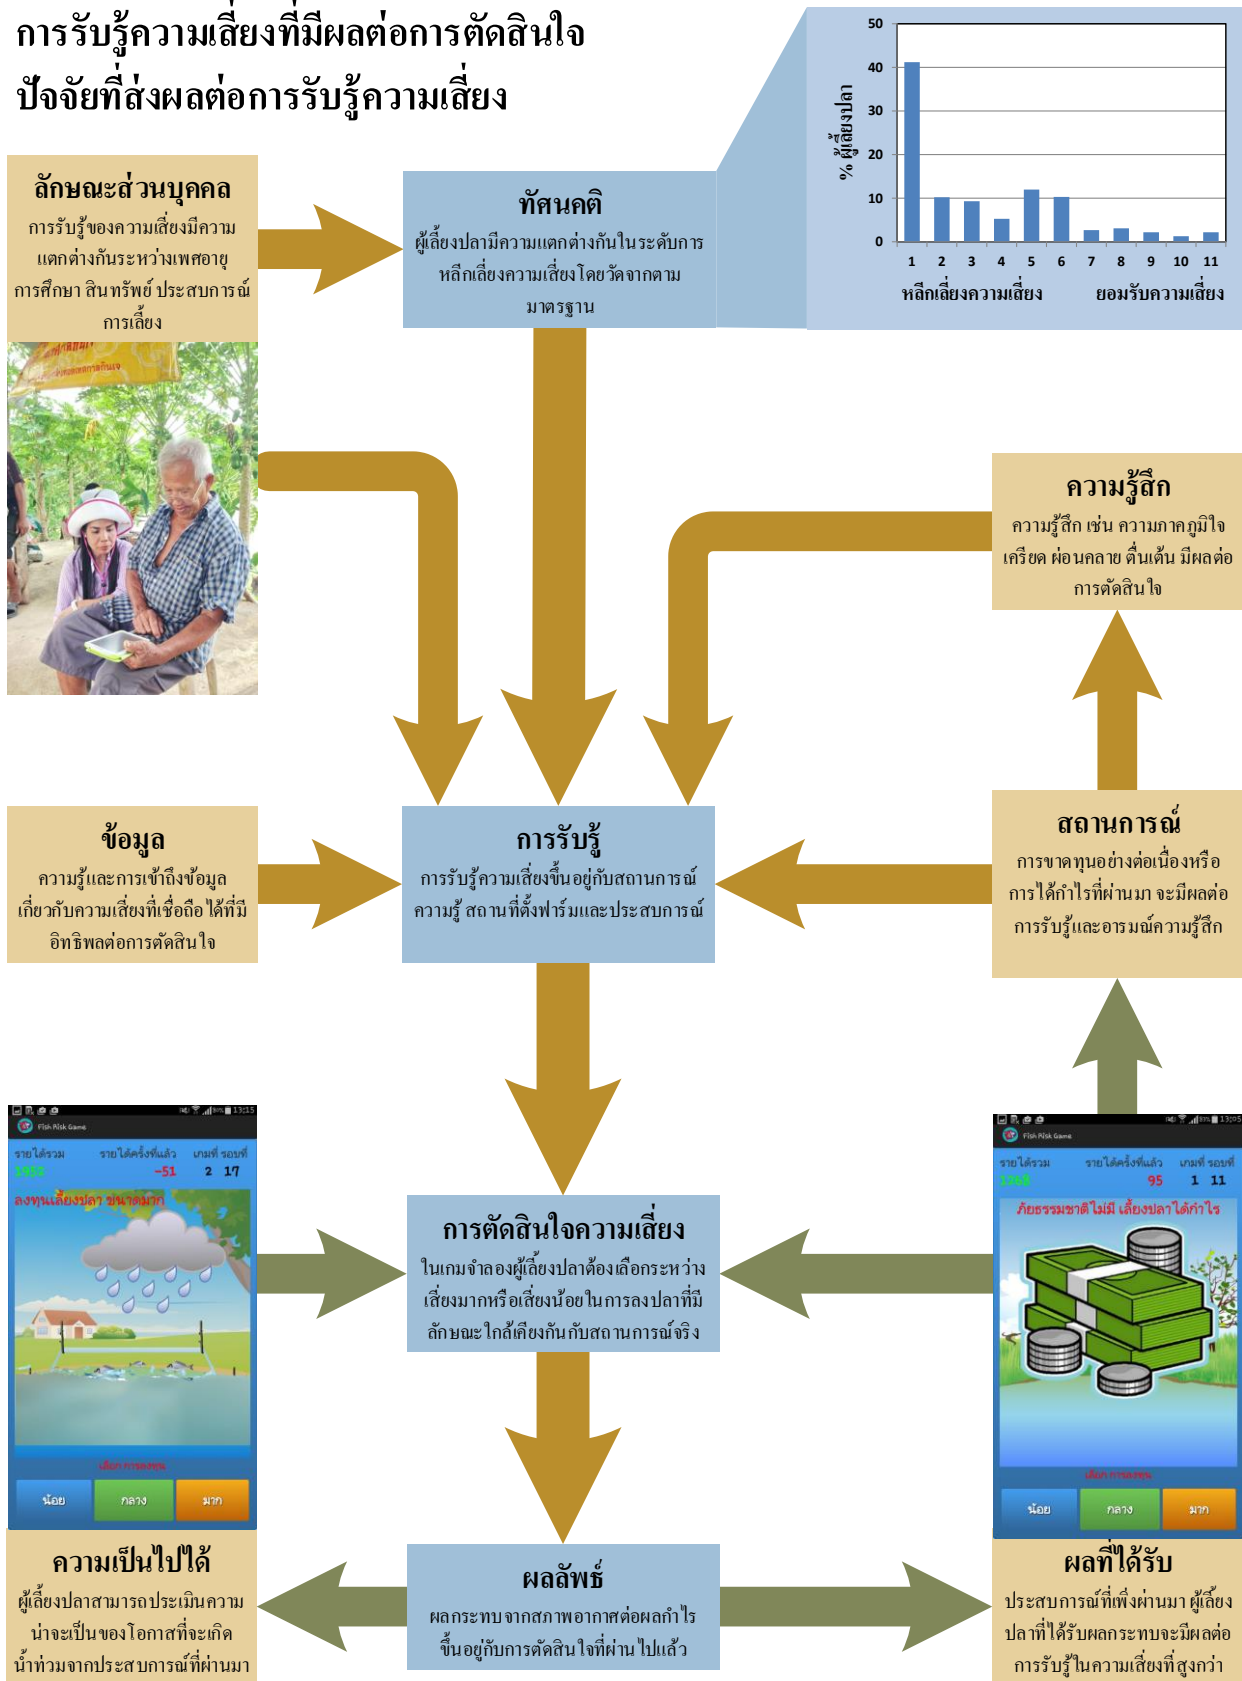 การรับรู้ความเสี่ยงที่มีผลต่อการตัดสินใจ
ปัจจัยที่ส่งผลต่อการรับรู้ความเสี่ยง
50
40
30
20
10
0
% ผู้เลี้ยงปลา
1 2 3 4 5 6 7 8 9 10 11
หลีกเลี่ยงความเสี่ยง ยอมรับความเสี่ยง
ลักษณะส่วนบุคคล
การรับรู้ของความเสี่ยงมีความ
แตกต่างกันระหว่างเพศอายุ
การศึกษา สินทรัพย์ ประสบการณ์
การเลี้ยง
ทัศนคติ
ผู้เลี้ยงปลามีความแตกต่างกันในระดับการ
หลีกเลี่ยงความเสี่ยงโดยวัดจากตาม
มาตรฐาน
ความรู้สึก
ความรู้สึก เช่น ความภาคภูมิใจ
เครียด ผ่อนคลาย ตื่นเต้น มีผลต่อ
การตัดสินใจ
ข้อมูล
ความรู้และการเข้าถึงข้อมูล
เกี่ยวกับความเสี่ยงที่เชื่อถือได้ที่มี
อิทธิพลต่อการตัดสินใจ
การรับรู้
การรับรู้ความเสี่ยงขึ้นอยู่กับสถานการณ์
ความรู้ สถานที่ตั้งฟาร์มและประสบการณ์
สถานการณ์
การขาดทุนอย่างต่อเนื่องหรือ
การได้กำไรที่ผ่านมา จะมีผลต่อ
การรับรู้และอารมณ์ความรู้สึก
13:15
Fish Risk Game
รายได้รวม รายได้ครั้งที่แล้ว เกมที่ รอบที่
1952 -51 2 17
ลงทุนเลี้ยงปลา ขนาดมาก
เลือก การลงทุน
น้อย กลาง มาก
ความเป็นไปได้
ผู้เลี้ยงปลาสามารถประเมินความ
น่าจะเป็นของโอกาสที่จะเกิด
น้ำท่วมจากประสบการณ์ที่ผ่านมา
การตัดสินใจความเสี่ยง
ในเกมจำลองผู้เลี้ยงปลาต้องเลือกระหว่าง
เสี่ยงมากหรือเสี่ยงน้อยในการลงปลาที่มี
ลักษณะใกล้เคียงกันกับสถานการณ์จริง
ผลลัพธ์
ผลกระทบจากสภาพอากาศต่อผลกำไร
ขึ้นอยู่กับการตัดสินใจที่ผ่านไปแล้ว
13:05
Fish Risk Game
รายได้รวม รายได้ครั้งที่แล้ว เกมที่ รอบที่
1268 95 1 11
ภัยธรรมชาติไม่มี เลี้ยงปลาได้กำไร
เลือก การลงทุน
น้อย กลาง มาก
ผลที่ได้รับ
ประสบการณ์ที่เพิ่งผ่านมา ผู้เลี้ยง
ปลาที่ได้รับผลกระทบจะมีผลต่อ
การรับรู้ในความเสี่ยงที่สูงกว่า